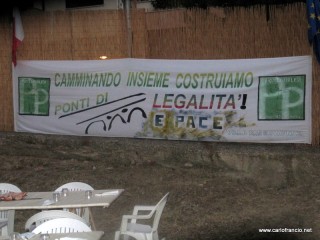 CAMMINANDO INSIEME COSTRUIAMO
PONTI DI LEGALITA'!
E PACE
www.carlofrancio.net